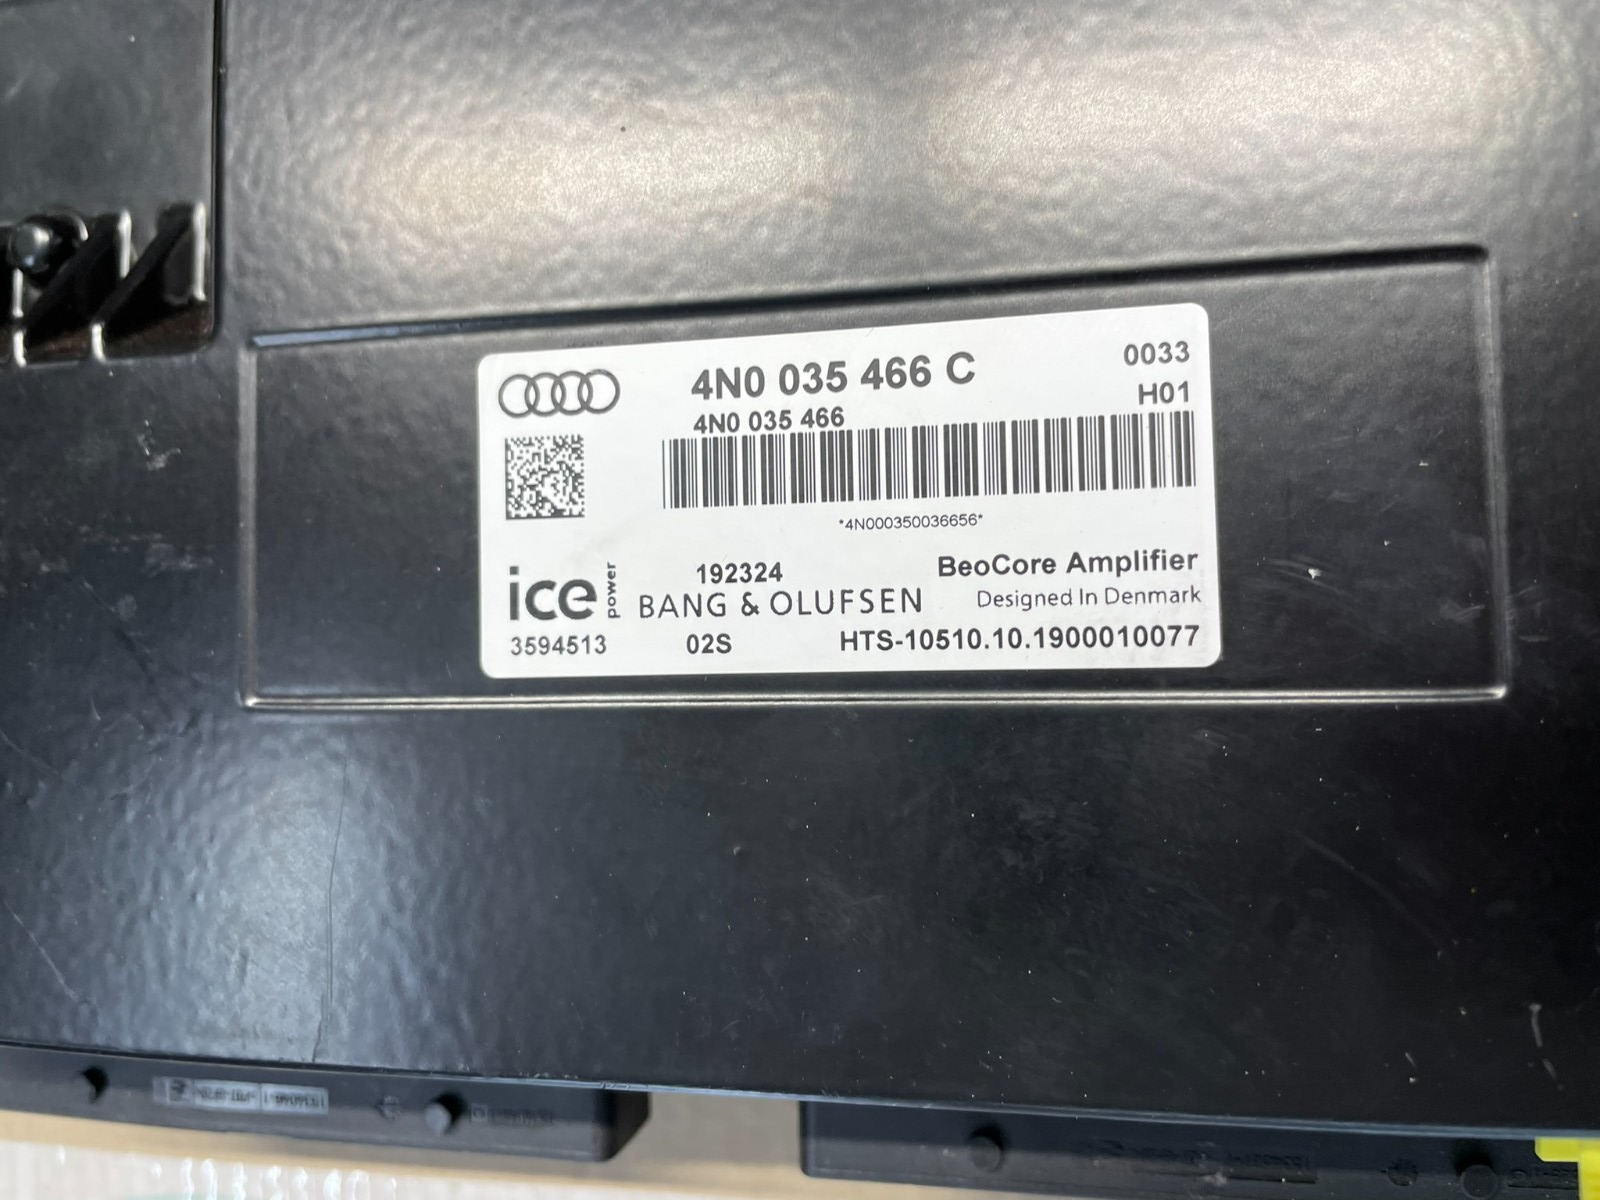 4N0 035 466 C 0033
4N0 035 466 H01
*4N000350036656*
ice power 192324 BeoCore Amplifier
BANG & OLUFSEN Designed In Denmark
3594513 02S HTS-10510.10.1900010077